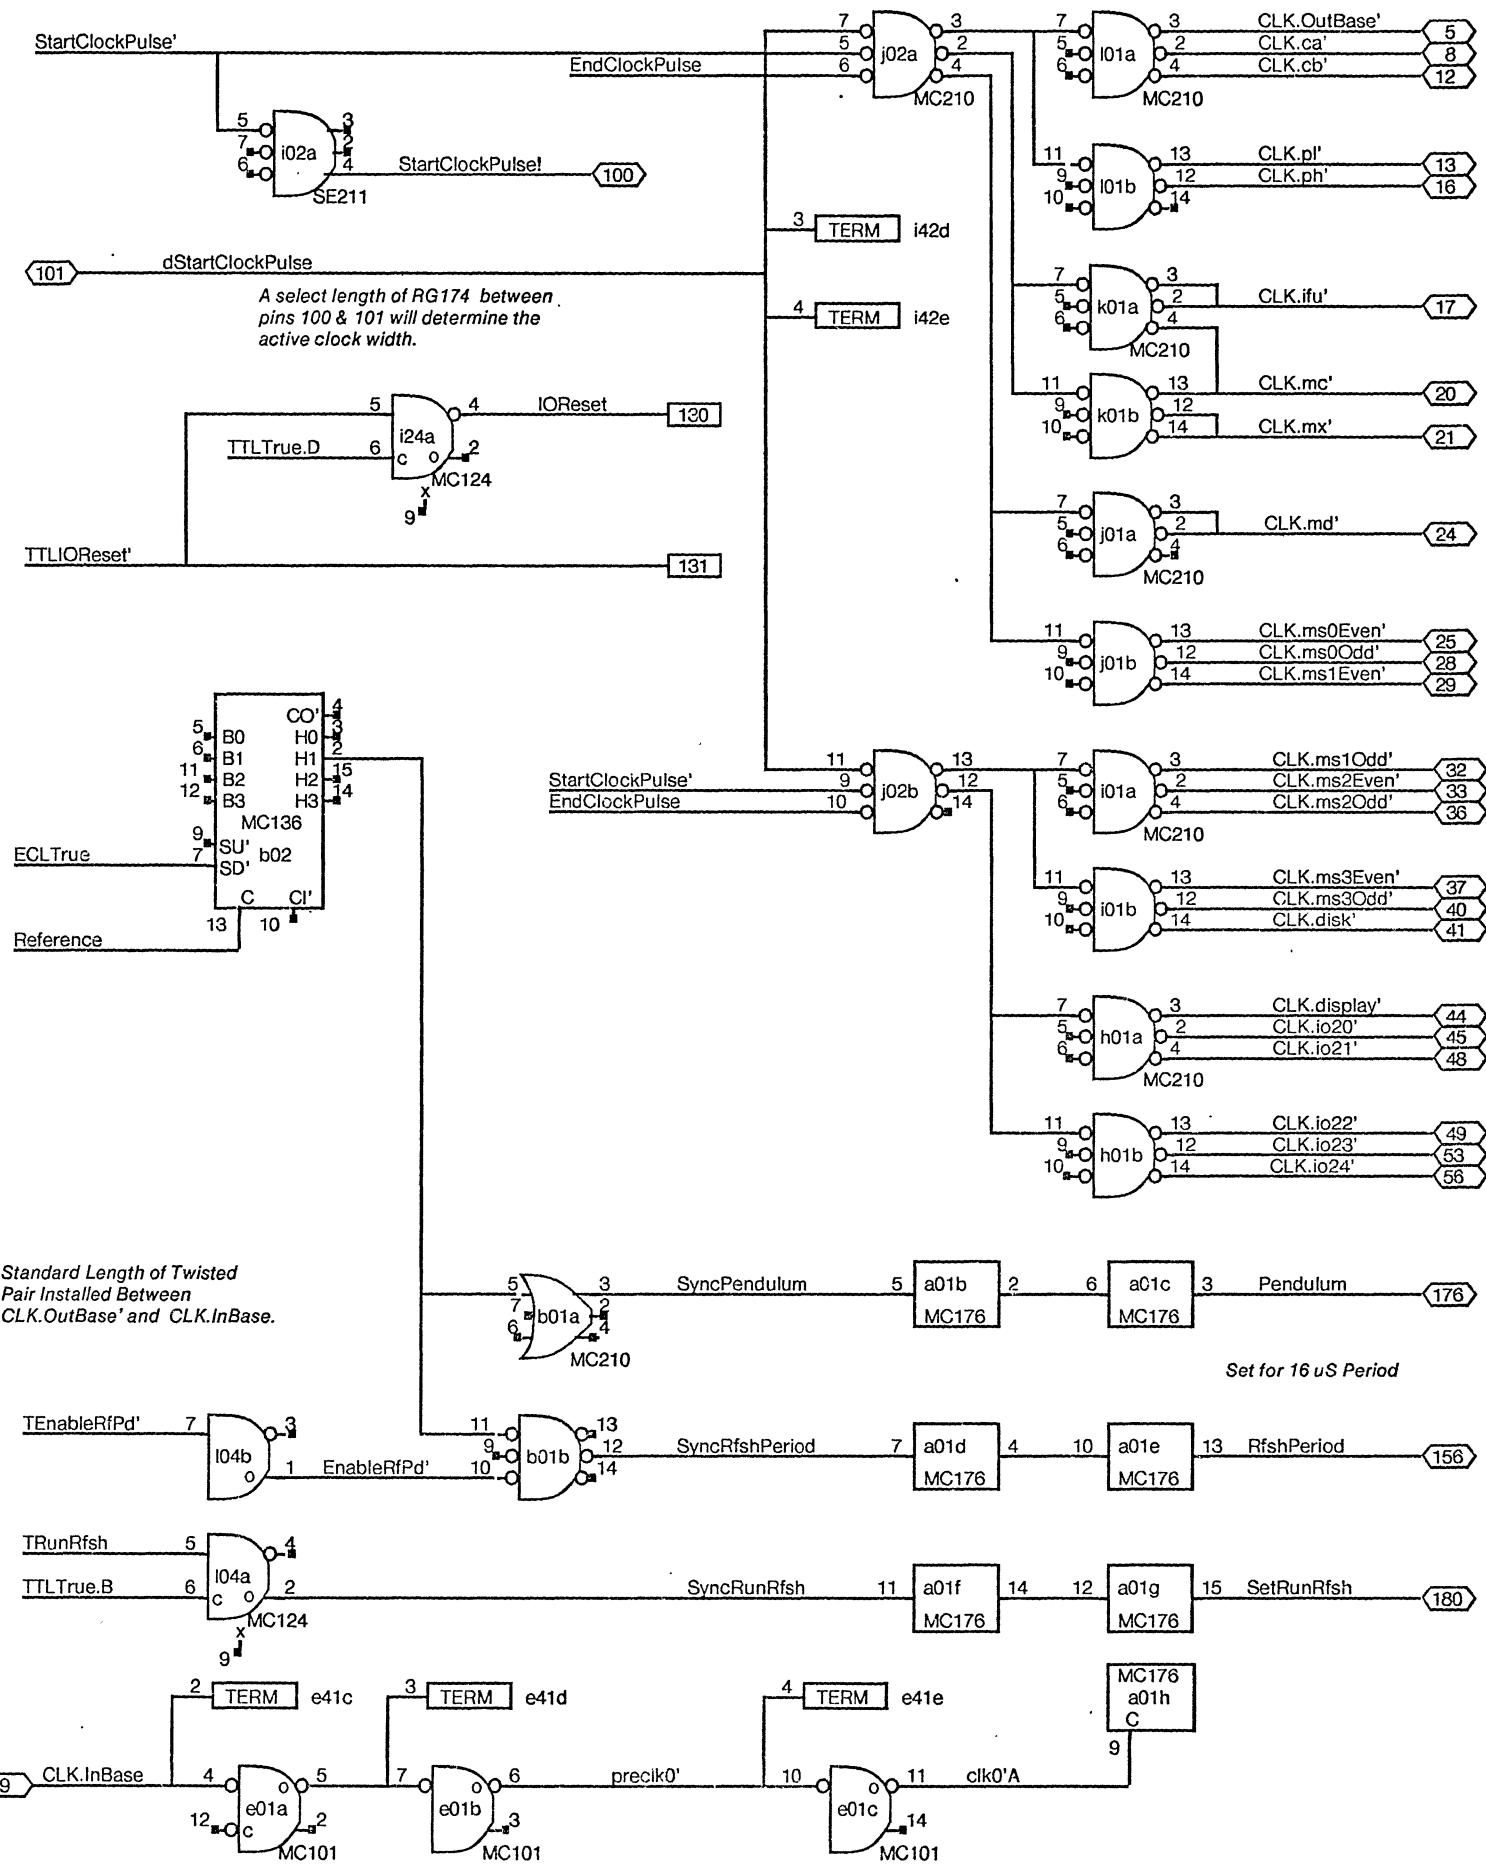 StartClockPulse'
EndClockPulse
7
5
6
j02a
3
2
4
MC210
7
5
6
l01a
3
2
4
MC210
CLK.OutBase'
5
CLK.ca'
8
CLK.cb'
12
5
7
6
i02a
3
2
4
SE211
StartClockPulse!
100
11
9
10
l01b
13
12
14
CLK.pl'
13
CLK.ph'
16
3
TERM
i42d
101
dStartClockPulse
A select length of RG174 between
pins 100 & 101 will determine the
active clock width.
4
TERM
i42e
7
5
6
k01a
3
2
4
MC210
CLK.ifu'
17
11
9
10
k01b
13
12
14
CLK.mc'
20
CLK.mx'
21
5
TTLTrue.D
6
i24a
c
o
4
2
MC124
x
9
IOReset
130
TTLIOReset'
131
7
5
6
j01a
3
2
4
MC210
CLK.md'
24
11
9
10
j01b
13
12
14
CLK.ms0Even'
25
CLK.ms0Odd'
28
CLK.ms1Even'
29
5
B0
6
B1
11
B2
12
B3
CO'
4
H0
3
H1
2
H2
15
H3
14
MC136
9
SU'
b02
ECLTrue
7
SD'
C
CI'
13
10
Reference
StartClockPulse'
EndClockPulse
11
9
10
j02b
13
12
14
7
5
6
i01a
3
2
4
MC210
CLK.ms1Odd'
32
CLK.ms2Even'
33
CLK.ms2Odd'
36
11
9
10
i01b
13
12
14
CLK.ms3Even'
37
CLK.ms3Odd'
40
CLK.disk'
41
7
5
6
h01a
3
2
4
MC210
CLK.display'
44
CLK.io20'
45
CLK.io21'
48
11
9
10
h01b
13
12
14
CLK.io22'
49
CLK.io23'
53
CLK.io24'
56
Standard Length of Twisted
Pair Installed Between
CLK.OutBase' and CLK.InBase.
5
7
6
b01a
3
2
4
MC210
SyncPendulum
5
a01b
MC176
2
6
a01c
MC176
3
Pendulum
176
Set for 16 uS Period
TEnableRfPd'
7
l04b
o
3
1
EnableRfPd'
11
9
10
b01b
13
12
14
SyncRfshPeriod
7
a01d
MC176
4
10
a01e
MC176
13
RfshPeriod
156
TRunRfsh
5
TTLTrue.B
6
l04a
c
o
4
2
MC124
x
9
SyncRunRfsh
11
a01f
MC176
14
12
a01g
MC176
15
SetRunRfsh
180
2
TERM
e41c
3
TERM
e41d
4
TERM
e41e
MC176
a01h
C
9
9
CLK.InBase
4
12
o
e01a
c
5
2
MC101
7
o
e01b
6
3
MC101
precik0'
10
o
e01c
11
14
MC101
clk0'A